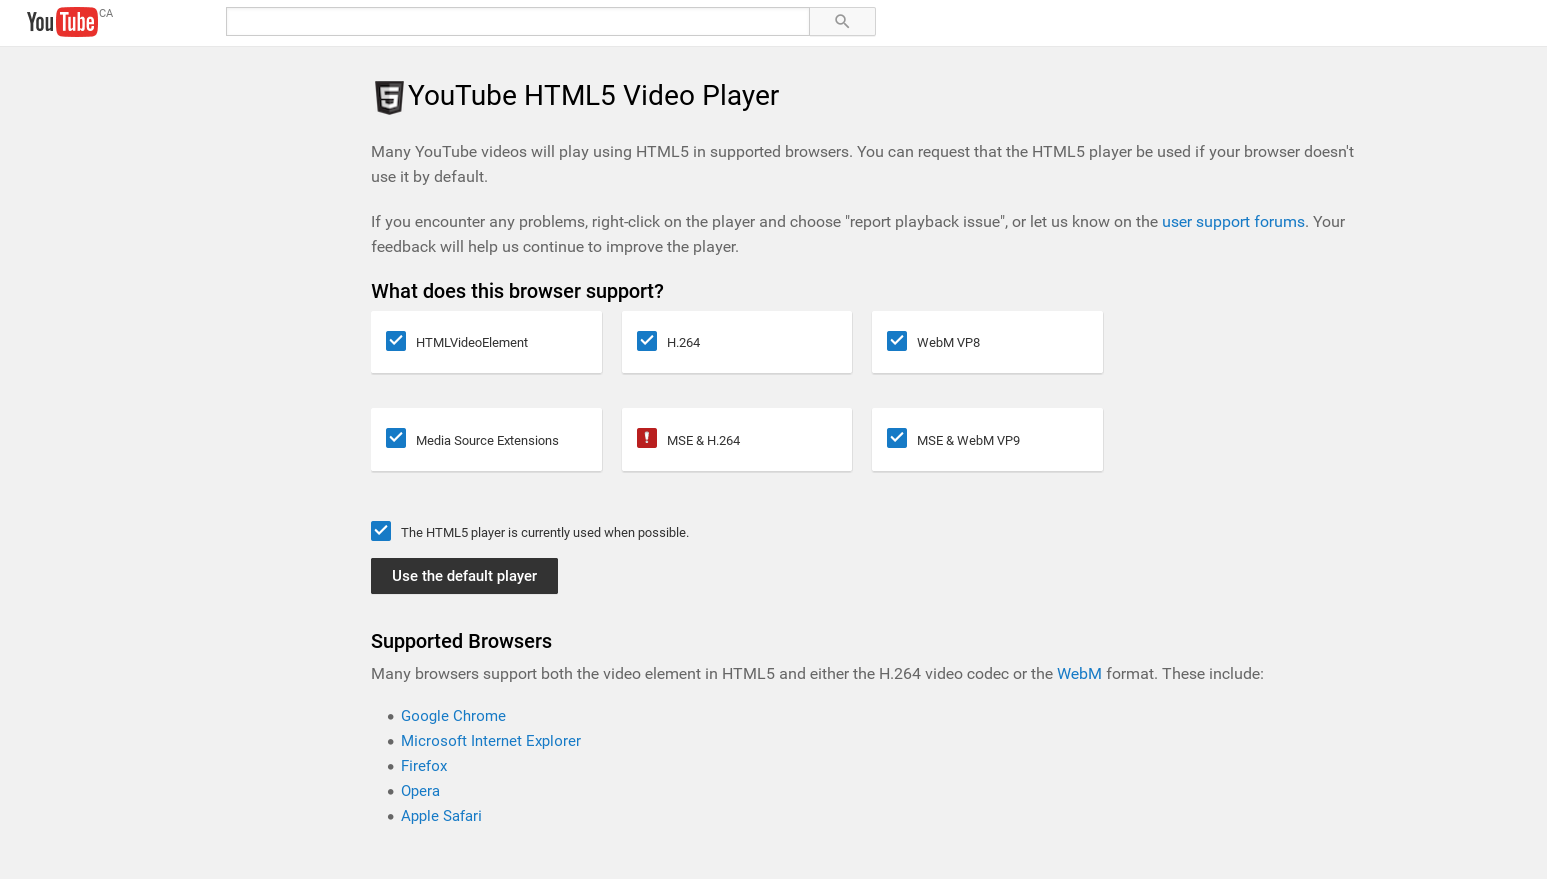 YouTube CA
YouTube HTML5 Video Player
Many YouTube videos will play using HTML5 in supported browsers. You can request that the HTML5 player be used if your browser doesn't
use it by default.
If you encounter any problems, right-click on the player and choose "report playback issue", or let us know on the user support forums. Your
feedback will help us continue to improve the player.
What does this browser support?
HTMLVideoElement
H.264
WebM VP8
Media Source Extensions
MSE & H.264
MSE & WebM VP9
The HTML5 player is currently used when possible.
Use the default player
Supported Browsers
Many browsers support both the video element in HTML5 and either the H.264 video codec or the WebM format. These include:
Google Chrome
Microsoft Internet Explorer
Firefox
Opera
Apple Safari